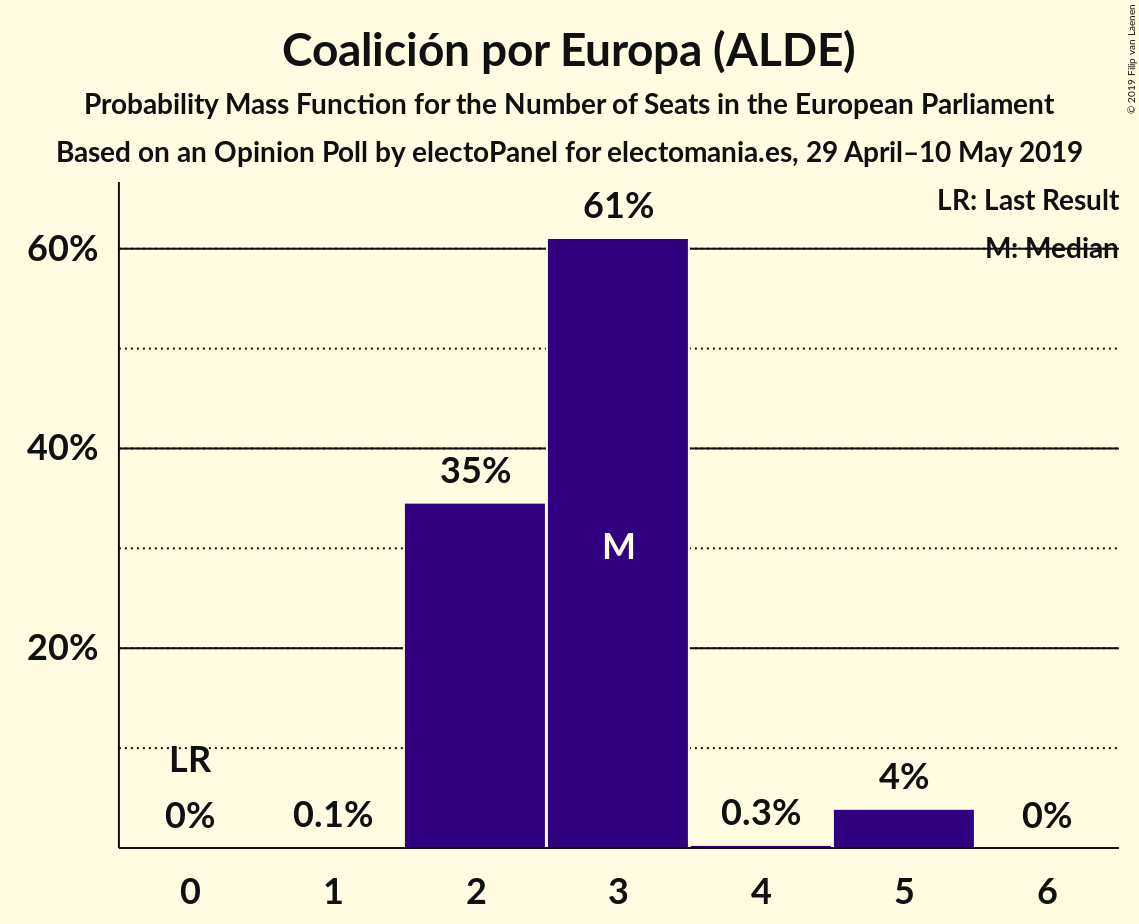 Coalición por Europa (ALDE)
Probability Mass Function for the Number of Seats in the European Parliament
Based on an Opinion Poll by electoPanel for electomania.es, 29 April–10 May 2019
© 2019 Filip van Laenen
LR: Last Result
M: Median
60%
40%
20%
61%
35%
M
LR
0%
0.1%
0.3%
4%
0%
0 1 2 3 4 5 6